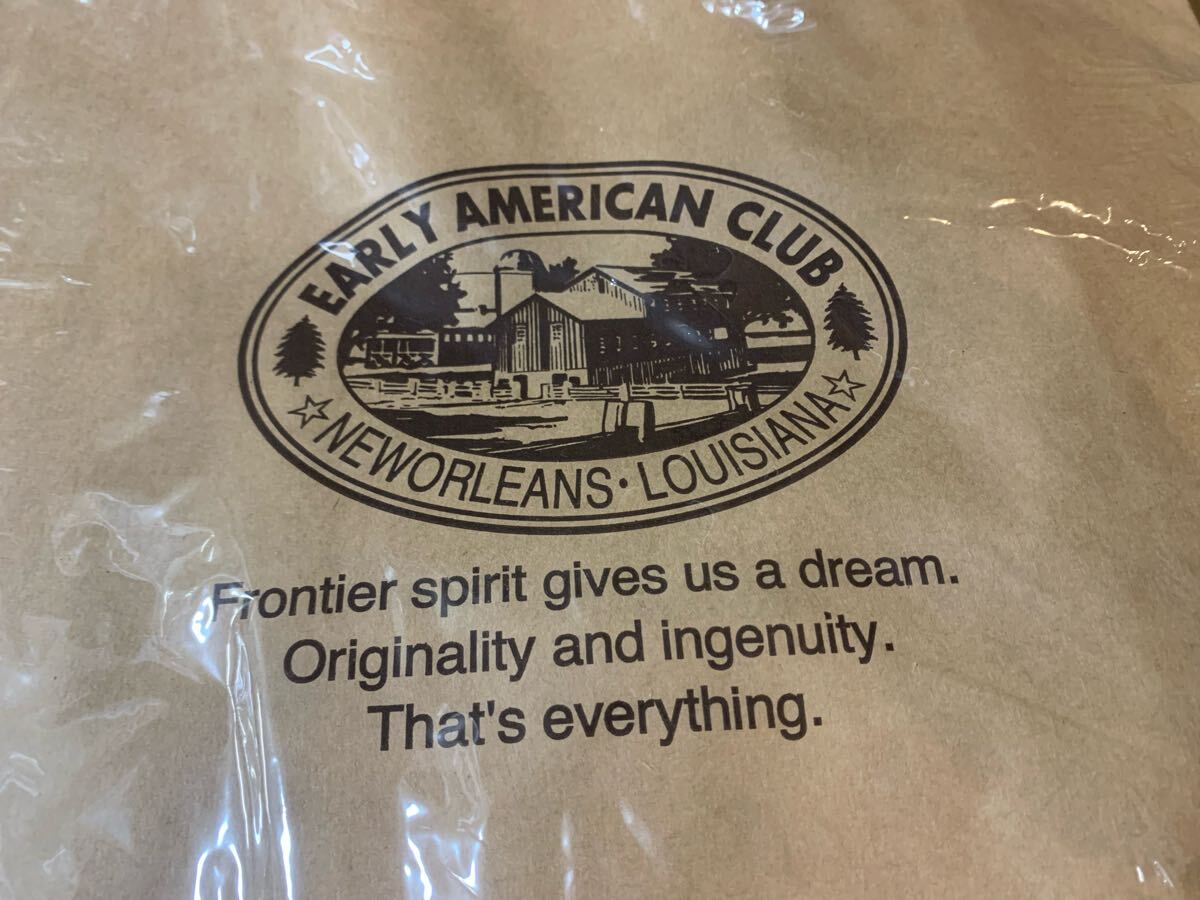 EARLY AMERICAN CLUB
NEWORLEANS · LOUISIANA
Frontier spirit gives us a dream.
Originality and ingenuity.
That's everything.